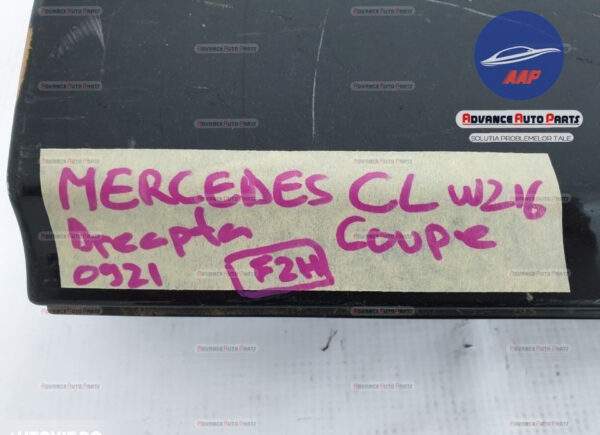 AAP
ADVANCE AUTO PARTS
SOLUTIA PROBLEMELOR TALE
MERCEDES CL W216
Dreapta Coupe
0921 F2H